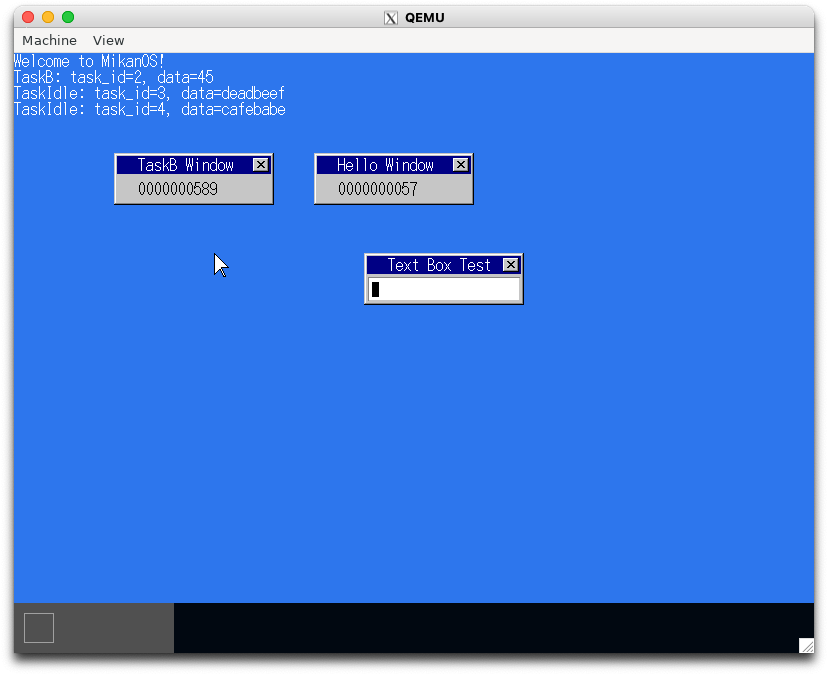 QEMU
Machine View
Welcome to MikanOS!
TaskB: task_id=2, data=45
TaskIdle: task_id=3, data=deadbeef
TaskIdle: task_id=4, data=cafebabe
TaskB Window
0000000589
Hello Window
0000000057
Text Box Test